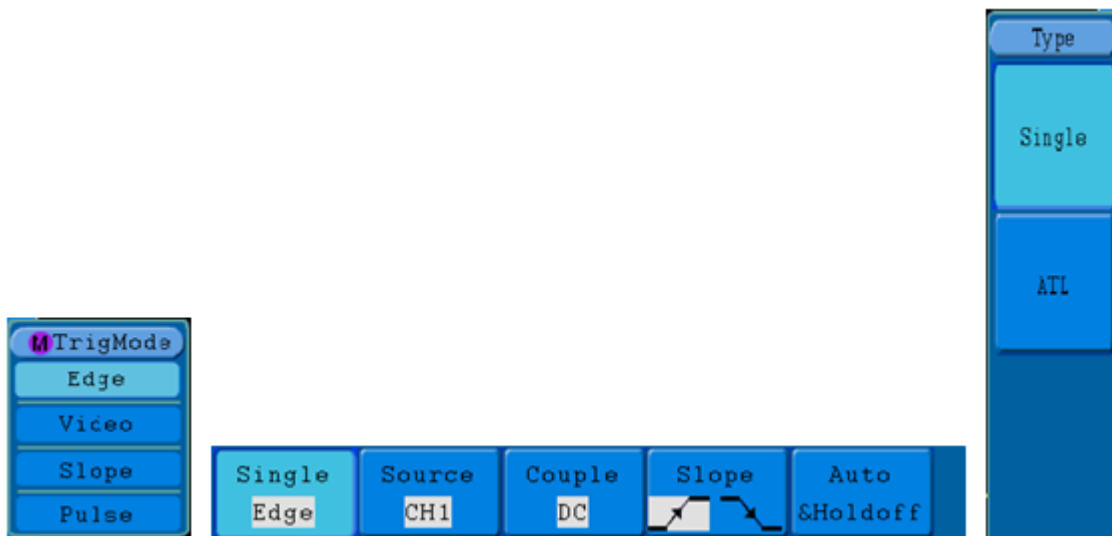 M TrigMode
Edge
Video
Slope
Pulse
Single
Edge
Source
CH1
Couple
DC
Slope
Auto
&Holdoff
Type
Single
ATL